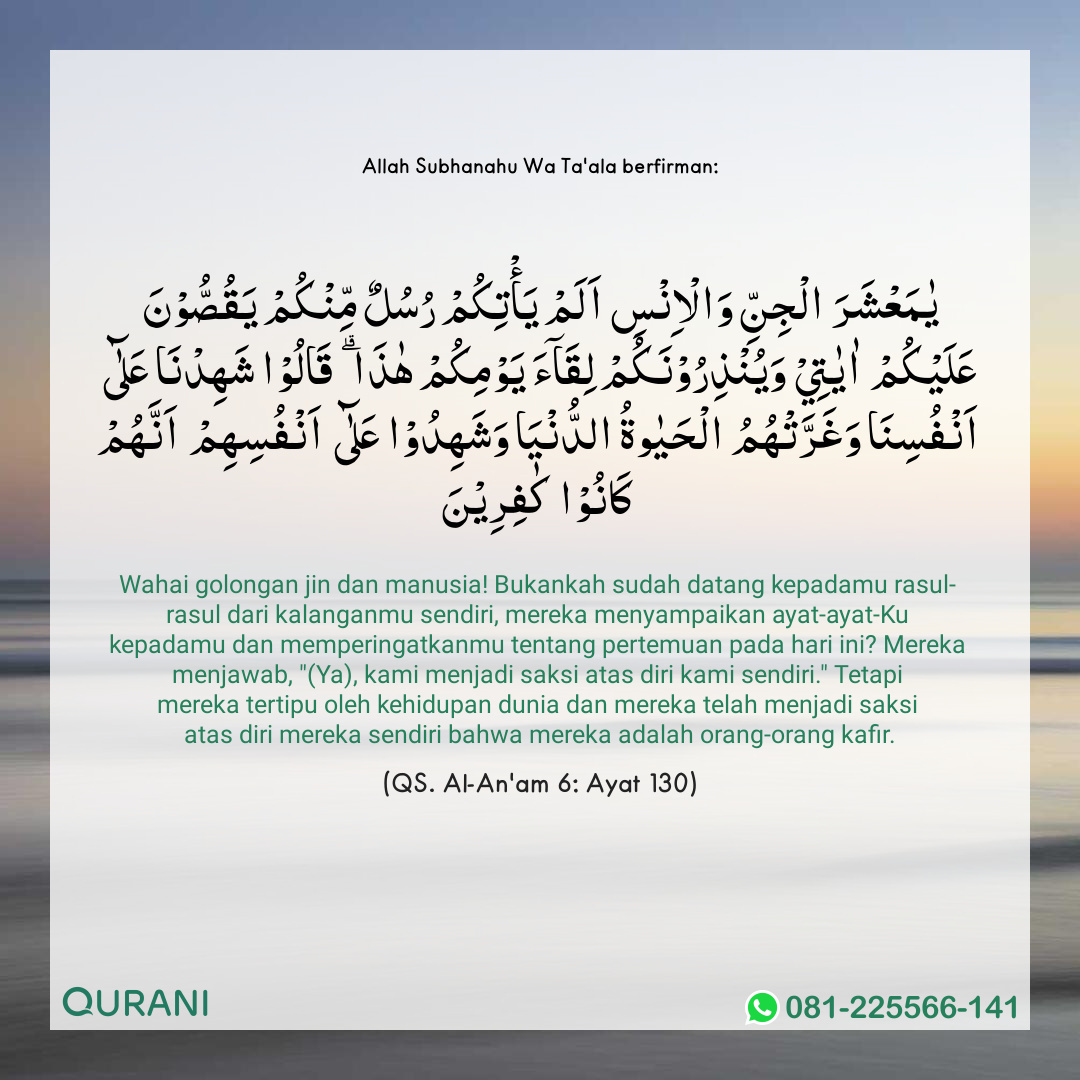 Allah Subhanahu Wa Ta'ala berfirman:
يٰمَعْشَرَ الْجِنِّ وَالْاِنْسِ اَلَمْ يَأْتِكُمْ رُسُلٌ مِّنْكُمْ يَقُصُّوْنَ
عَلَيْكُمْ اٰيٰتِيْ وَيُنْذِرُوْنَكُمْ لِقَآءَ يَوْمِكُمْ هٰذَا ۗ قَالُوْا شَهِدْنَا عَلٰٓى
اَنْفُسِنَا وَغَرَّتْهُمُ الْحَيٰوةُ الدُّنْيَا وَشَهِدُوْا عَلٰٓى اَنْفُسِهِمْ اَنَّهُمْ
كَانُوْا كٰفِرِيْنَ
Wahai golongan jin dan manusia! Bukankah sudah datang kepadamu rasul-
rasul dari kalanganmu sendiri, mereka menyampaikan ayat-ayat-Ku
kepadamu dan memperingatkanmu tentang pertemuan pada hari ini? Mereka
menjawab, "(Ya), kami menjadi saksi atas diri kami sendiri." Tetapi
mereka tertipu oleh kehidupan dunia dan mereka telah menjadi saksi
atas diri mereka sendiri bahwa mereka adalah orang-orang kafir.
(QS. Al-An'am 6: Ayat 130)
QURANI
081-225566-141